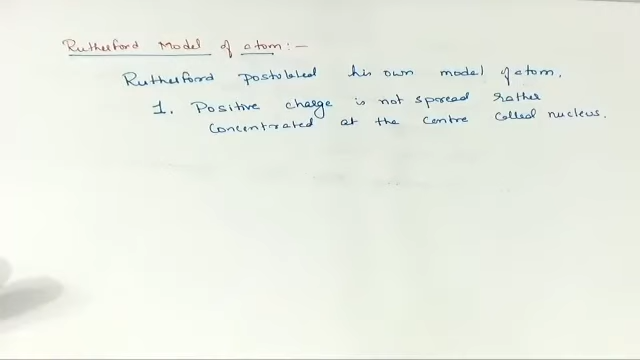 Rutherford Model of atom:-
Rutherford postulated his own model of atom.
1. Positive charge is not spread rather
concentrated at the centre called nucleus.